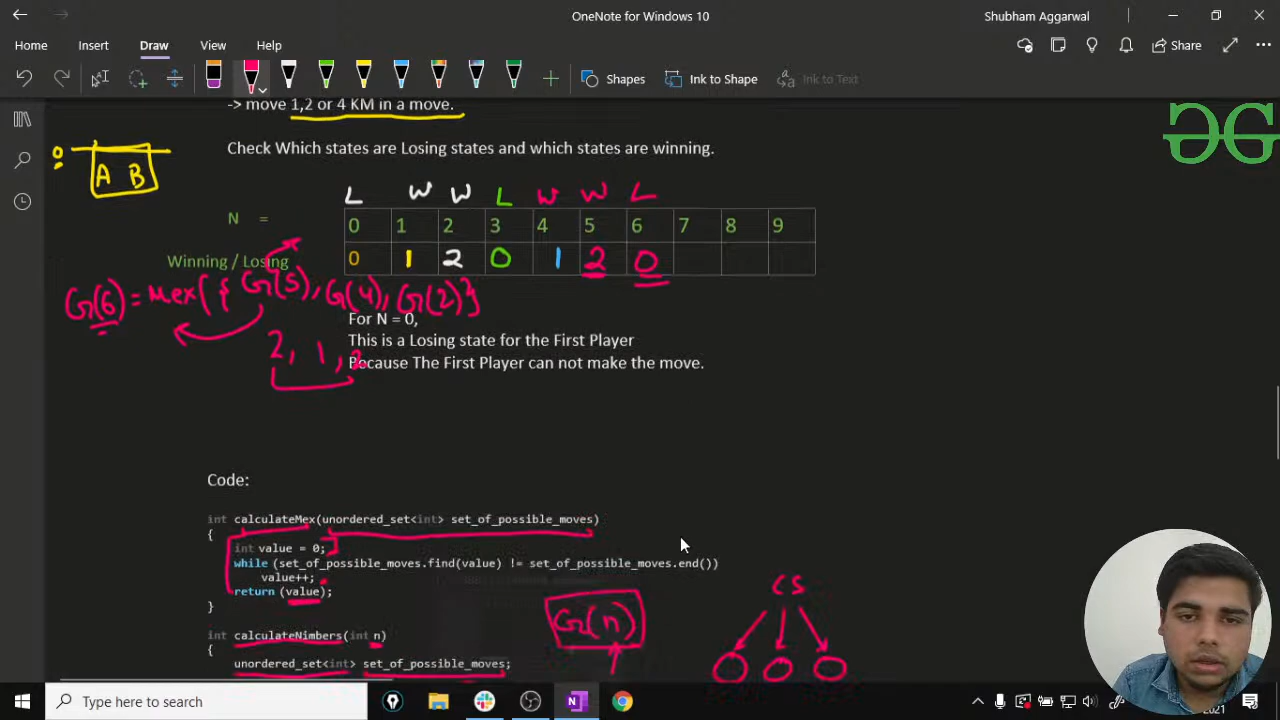 OneNote for Windows 10
Shubham Aggarwal
Home Insert Draw View Help
Share
Shapes
Ink to Shape
Ink to Text
-> move 1,2 or 4 KM in a move.
Check Which states are Losing states and which states are winning.
A B
L W W L W W L
N = 0 1 2 3 4 5 6 7 8 9
Winning / Losing 0 1 2 0 1 2 0
G(6) = Mex({ G(5), G(4), G(2)}
For N = 0,
This is a Losing state for the First Player
2, 1, 2
Because The First Player can not make the move.
Code:
int calculateMex(unordered_set<int> set_of_possible_moves)
{
int value = 0;
while (set_of_possible_moves.find(value) != set_of_possible_moves.end())
value++;
return (value);
}
CS
G(n)
int calculateNimbers(int n)
{
unordered_set<int> set_of_possible_moves;
Type here to search
2021